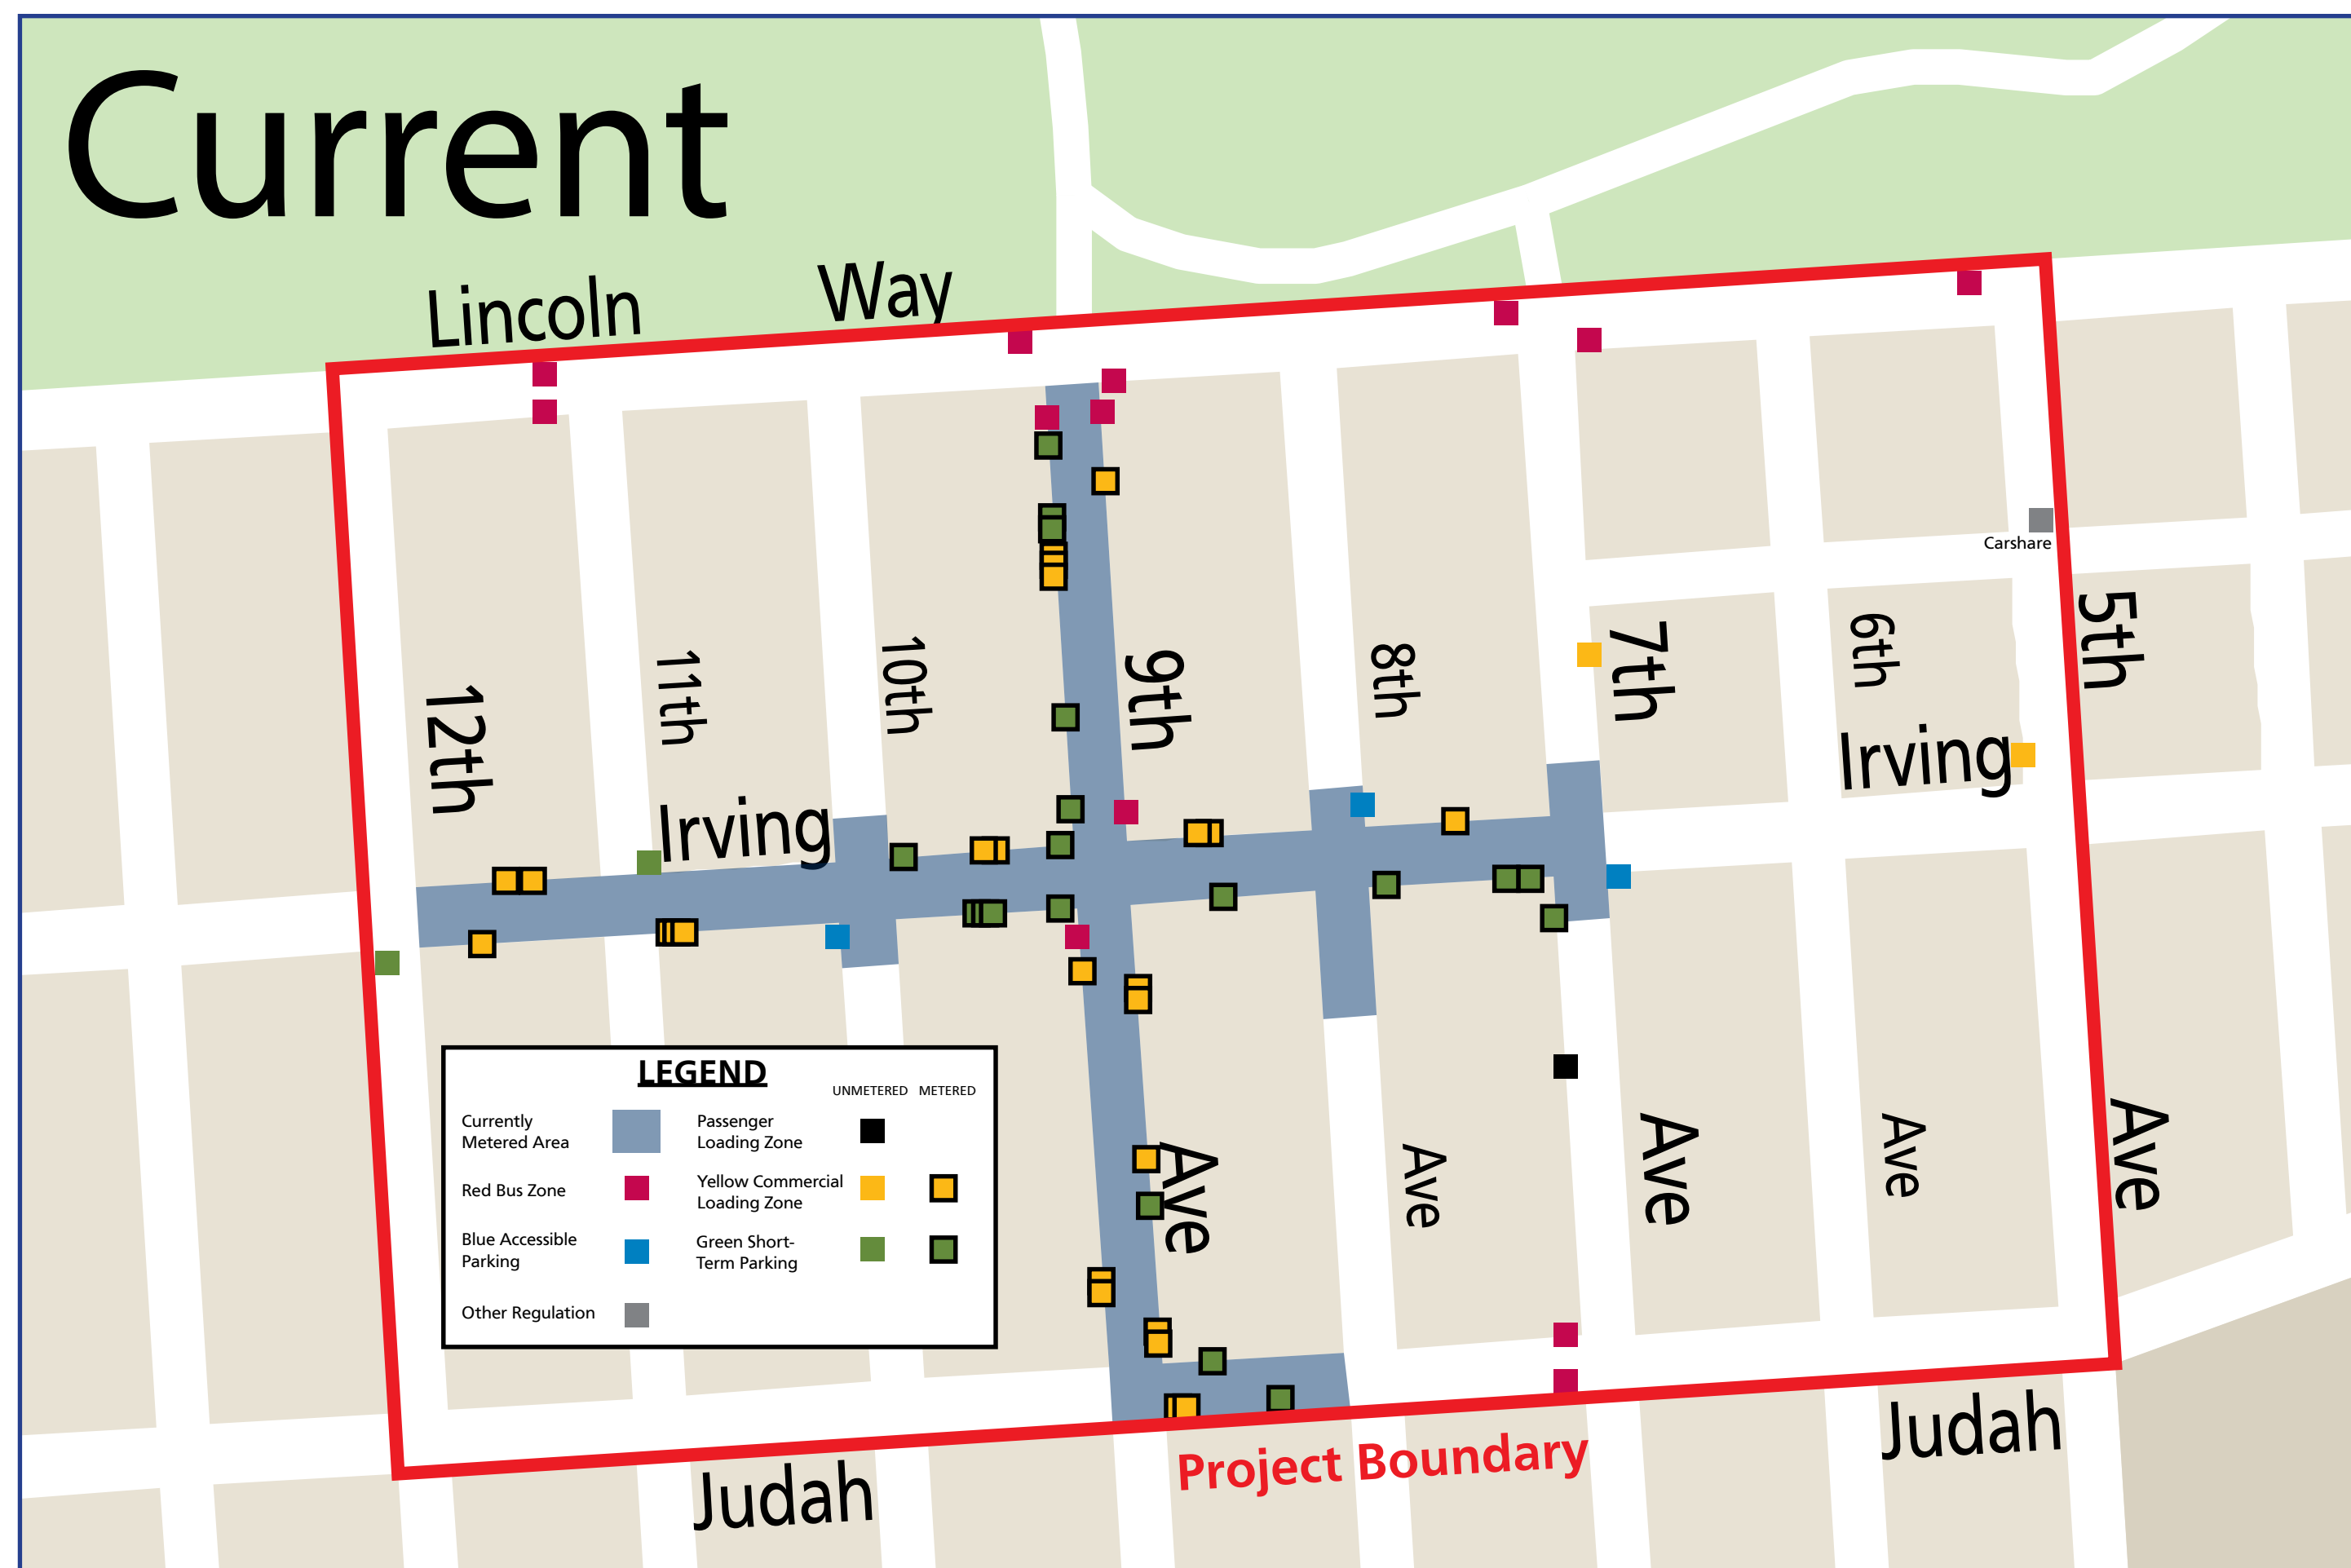 Current
Lincoln Way
Carshare
12th
11th
10th
9th
8th
7th
6th
5th
Irving
Irving
LEGEND
UNMETERED METERED
Currently
Metered Area
Passenger
Loading Zone
Red Bus Zone
Yellow Commercial
Loading Zone
Blue Accessible
Parking
Green Short-
Term Parking
Other Regulation
Ave
Ave
Ave
Ave
Ave
Judah
Project Boundary
Judah